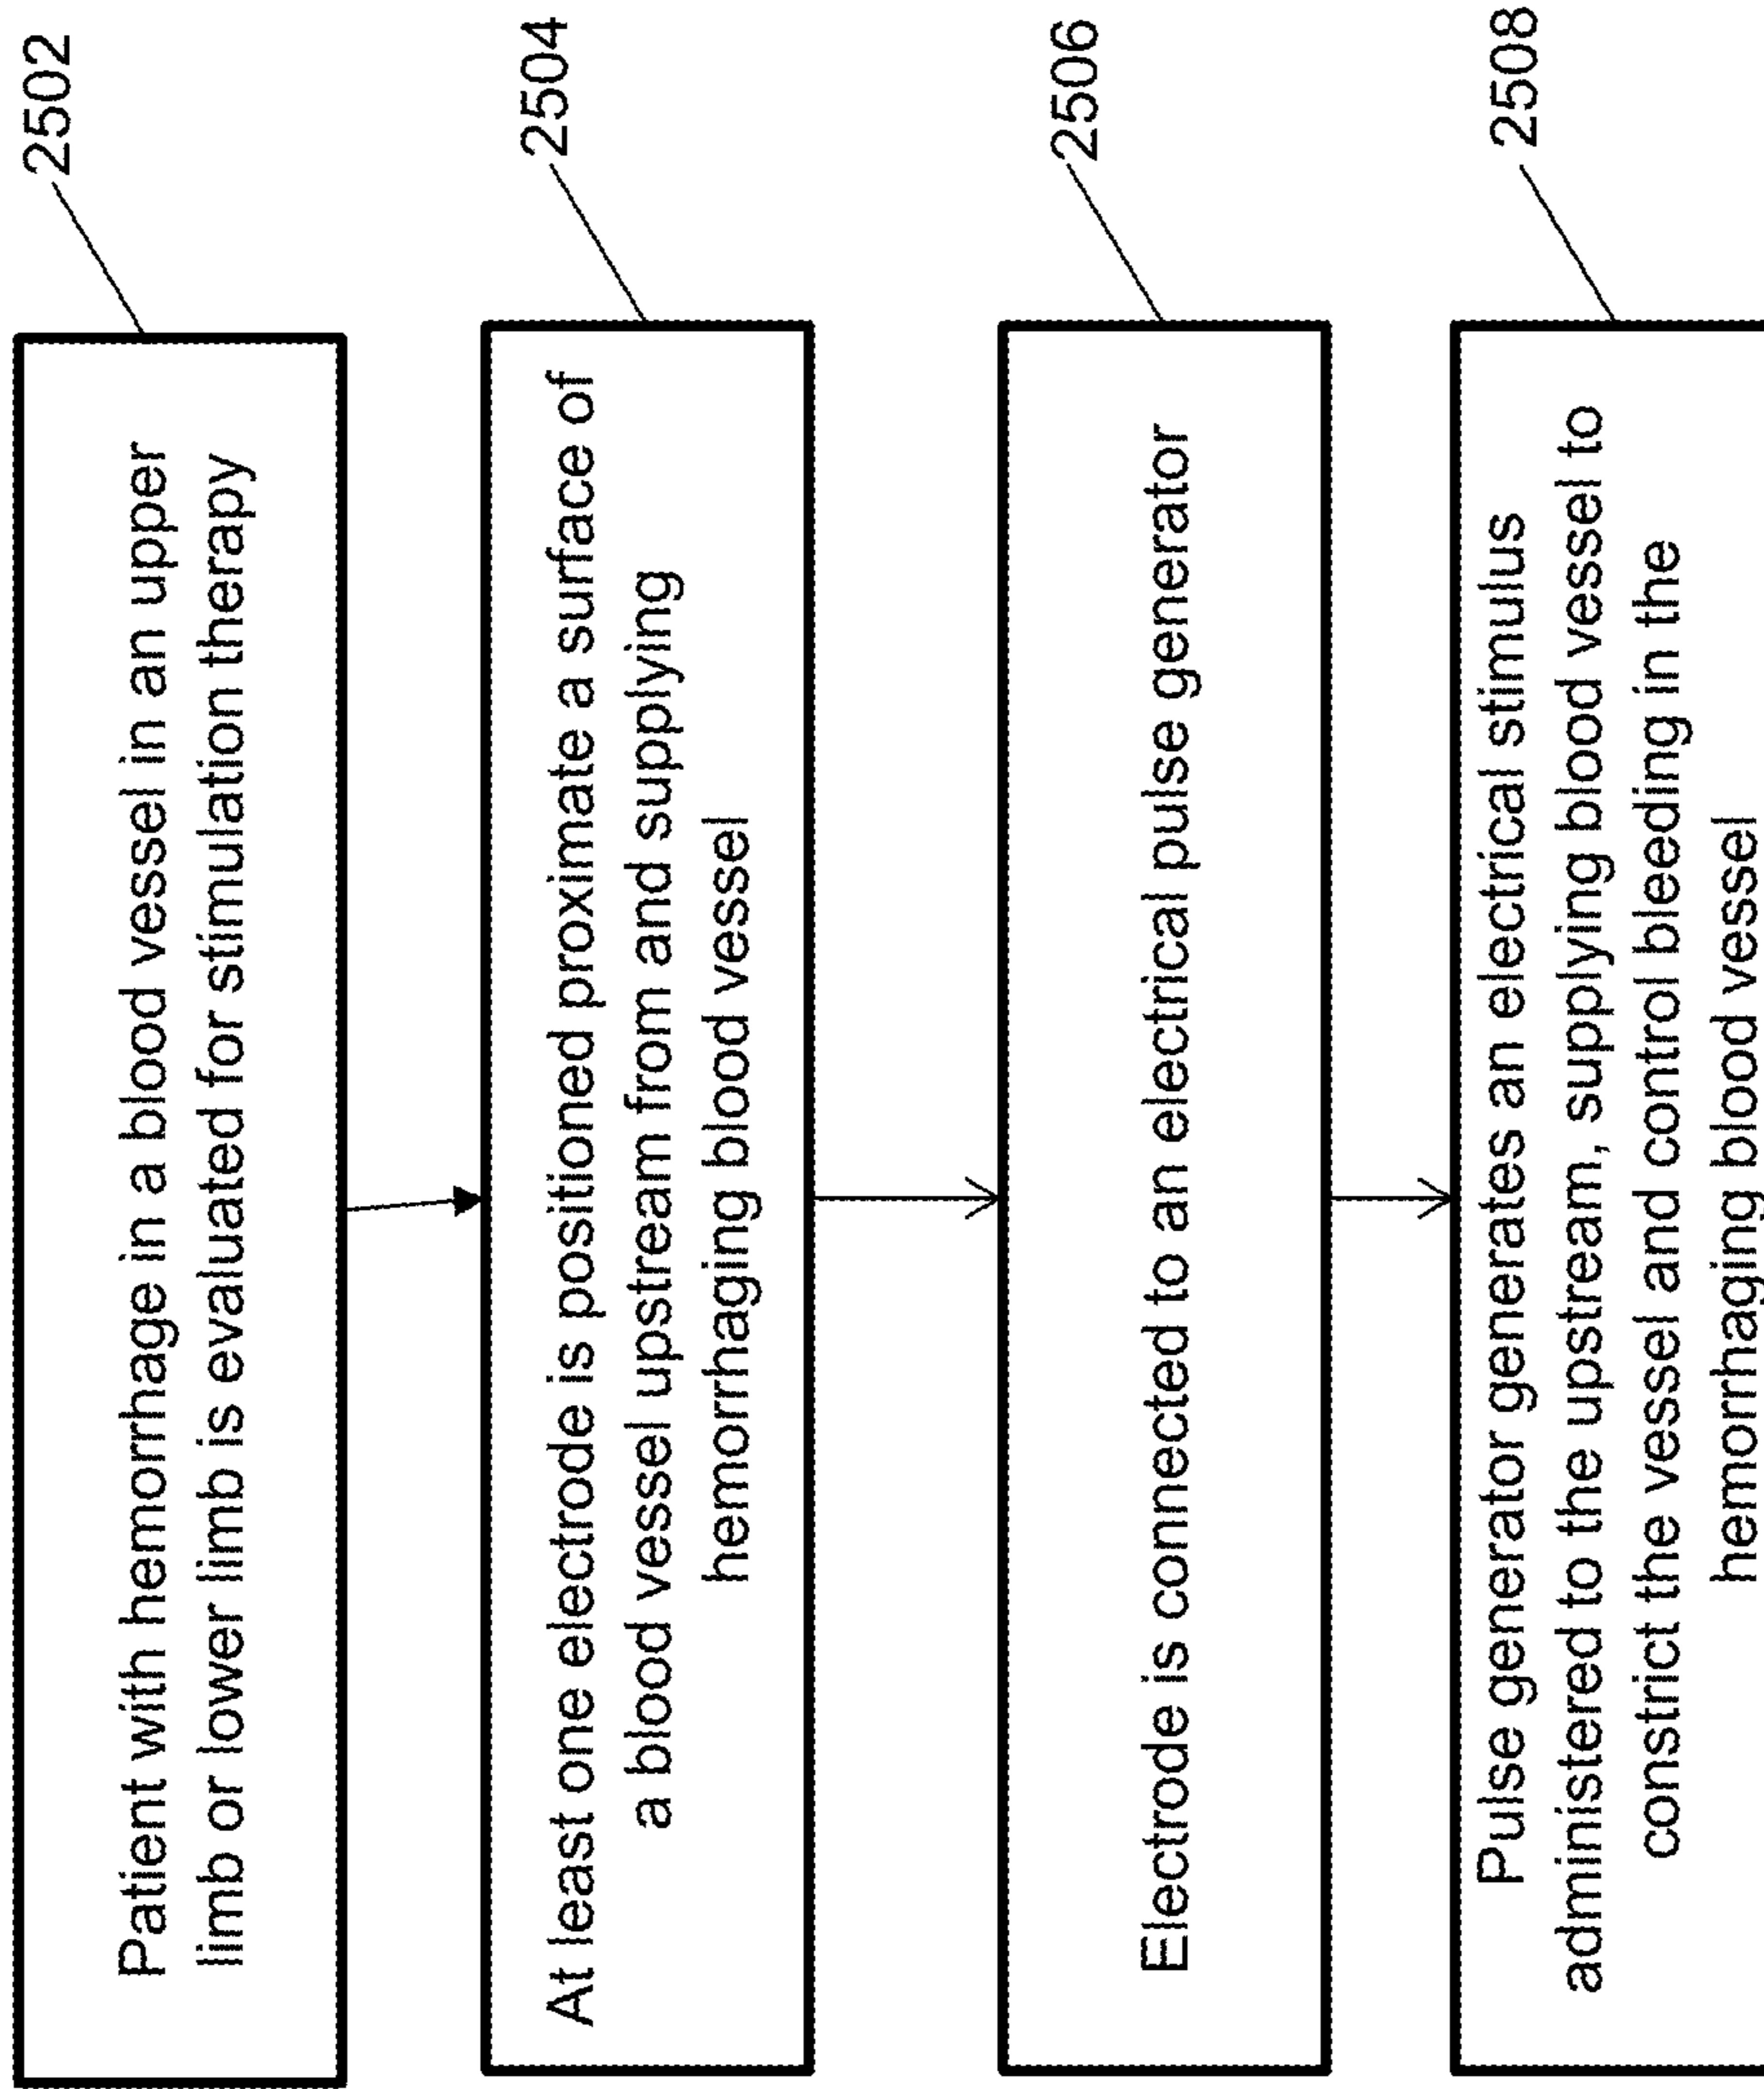 2502
Patient with hemorrhage in a blood vessel in an upper
limb or lower limb is evaluated for stimulation therapy
2504
At least one electrode is positioned proximate a surface of
a blood vessel upstream from and supplying
hemorrhaging blood vessel
2506
Electrode is connected to an electrical pulse generator
2508
Pulse generator generates an electrical stimulus
administered to the upstream, supplying blood vessel to
constrict the vessel and control bleeding in the
hemorrhaging blood vessel